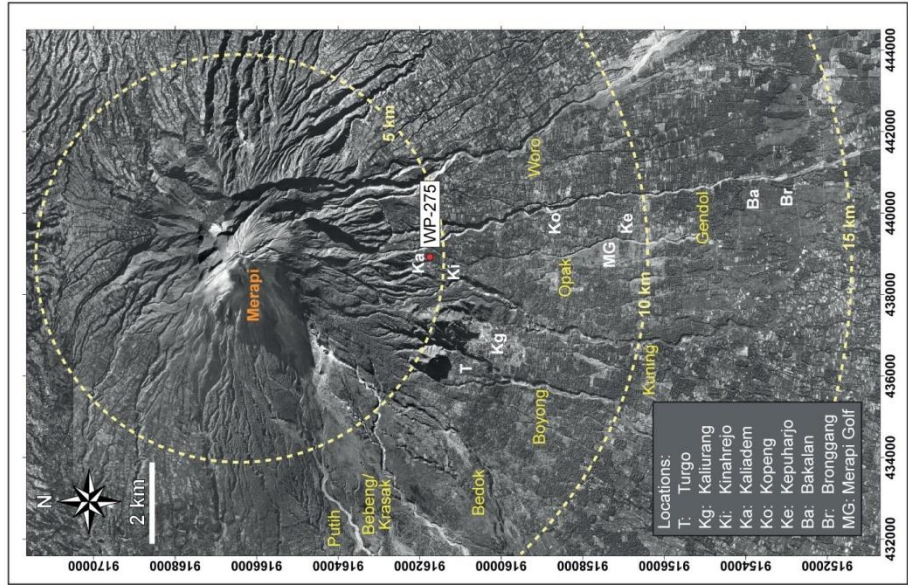 N
2 km
Merapi
5 km
10 km
15 km
Putih
Bebeng/
Krasak
Bedok
Boyong
Kuning
Opak
Gendol
Woro
T
Kg
Ka
WP-275
Ki
Ko
MG
Ke
Ba
Br
Locations:
T: Turgo
Kg: Kaliurang
Ki: Kinahrejo
Ka: Kaliadem
Ko: Kopeng
Ke: Kepuharjo
Ba: Bakalan
Br: Bronggang
MG : Merapi Golf
9170000
9168000
9166000
9164000
9162000
9160000
9158000
9156000
9154000
9152000
432000
434000
436000
438000
440000
442000
444000